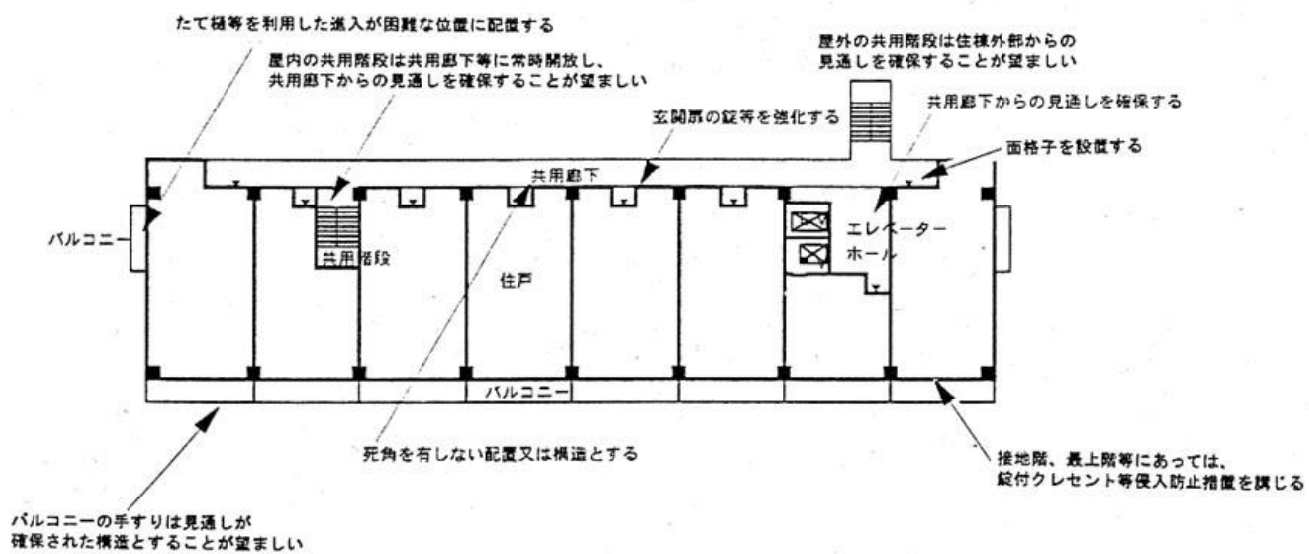 たて樋等を利用した進入が困難な位置に配置する
屋内の共用階段は共用廊下等に常時開放し、
共用廊下からの見通しを確保することが望ましい
屋外の共用階段は住棟外部からの
見通しを確保することが望ましい
共用廊下からの見通しを確保する
玄関扉の錠等を強化する
面格子を設置する
共用廊下
バルコニー
エレベーター
ホール
共用階段
住戸
バルコニー
死角を有しない配置又は構造とする
接地階、最上階等にあっては、
錠付クレセント等侵入防止措置を講じる
バルコニーの手すりは見通しが
確保された構造とすることが望ましい